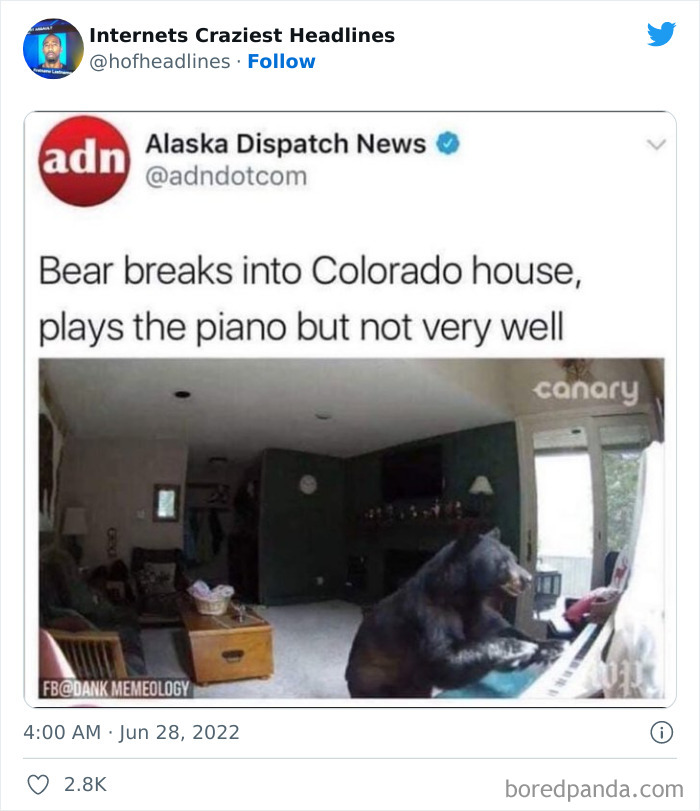 Internets Craziest Headlines
@hofheadlines · Follow
adn
Alaska Dispatch News
@adndotcom
Bear breaks into Colorado house,
plays the piano but not very well
canary
FB@DANK MEMEOLOGY
4:00 AM · Jun 28, 2022
2.8K
boredpanda.com